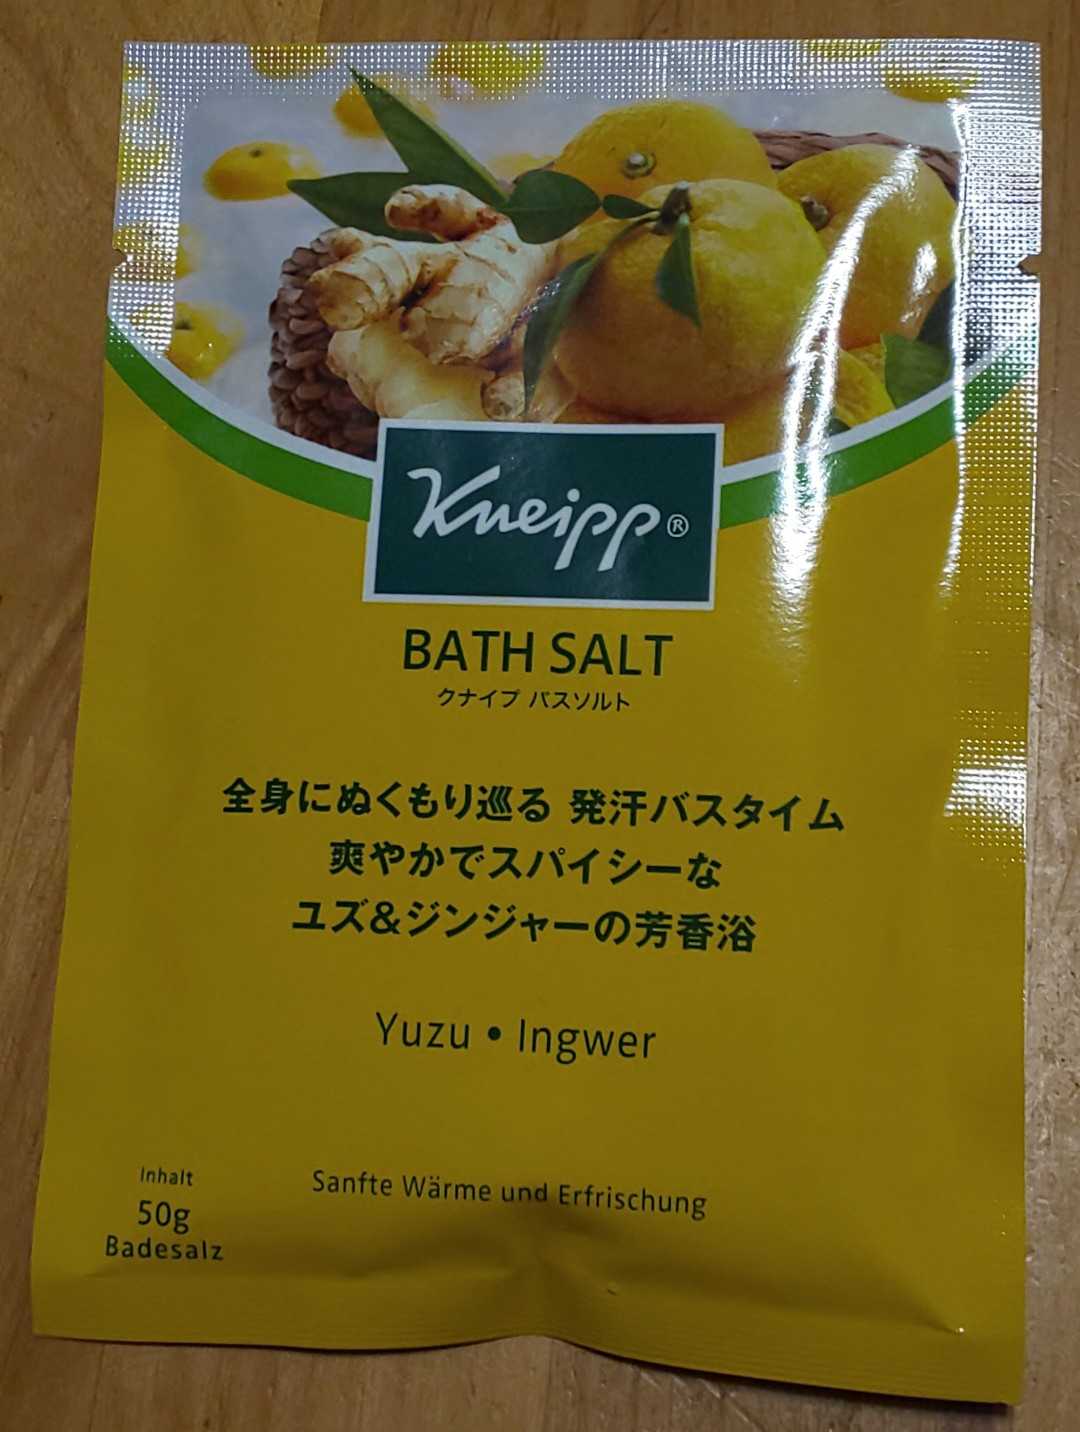 Kneipp®
BATH SALT
クナイプ バスソルト
全身にぬくもり巡る 発汗バスタイム
爽やかでスパイシーな
ユズ&ジンジャーの芳香浴
Yuzu • Ingwer
Inhalt
50g
Badesalz
Sanfte Wärme und Erfrischung